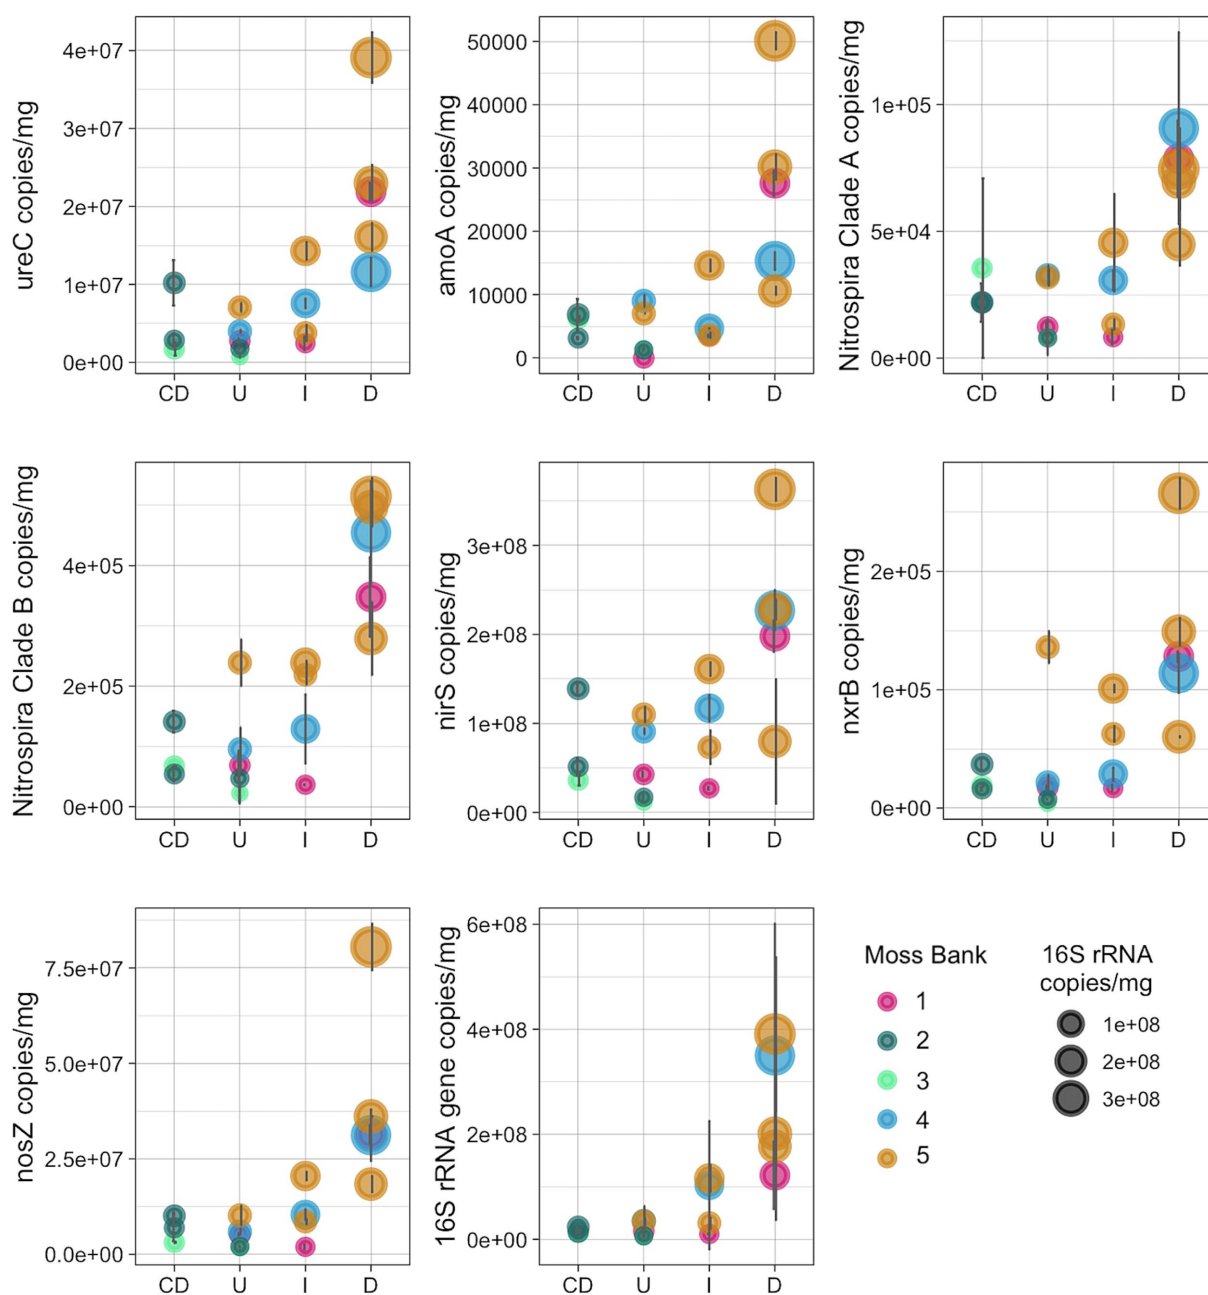 ureC copies/mg
4e+07
3e+07
2e+07
1e+07
0e+00
CD U I D
amoA copies/mg
50000
40000
30000
20000
10000
0
CD U I D
Nitrospira Clade A copies/mg
1e+05
5e+04
0e+00
CD U I D
Nitrospira Clade B copies/mg
4e+05
2e+05
0e+00
CD U I D
nirS copies/mg
3e+08
2e+08
1e+08
0e+00
CD U I D
nxrB copies/mg
2e+05
1e+05
0e+00
CD U I D
nosZ copies/mg
7.5e+07
5.0e+07
2.5e+07
0.0e+00
CD U I D
16S rRNA gene copies/mg
6e+08
4e+08
2e+08
0e+00
CD U I D
Moss Bank
1
2
3
4
5
16S rRNA
copies/mg
1e+08
2e+08
3e+08